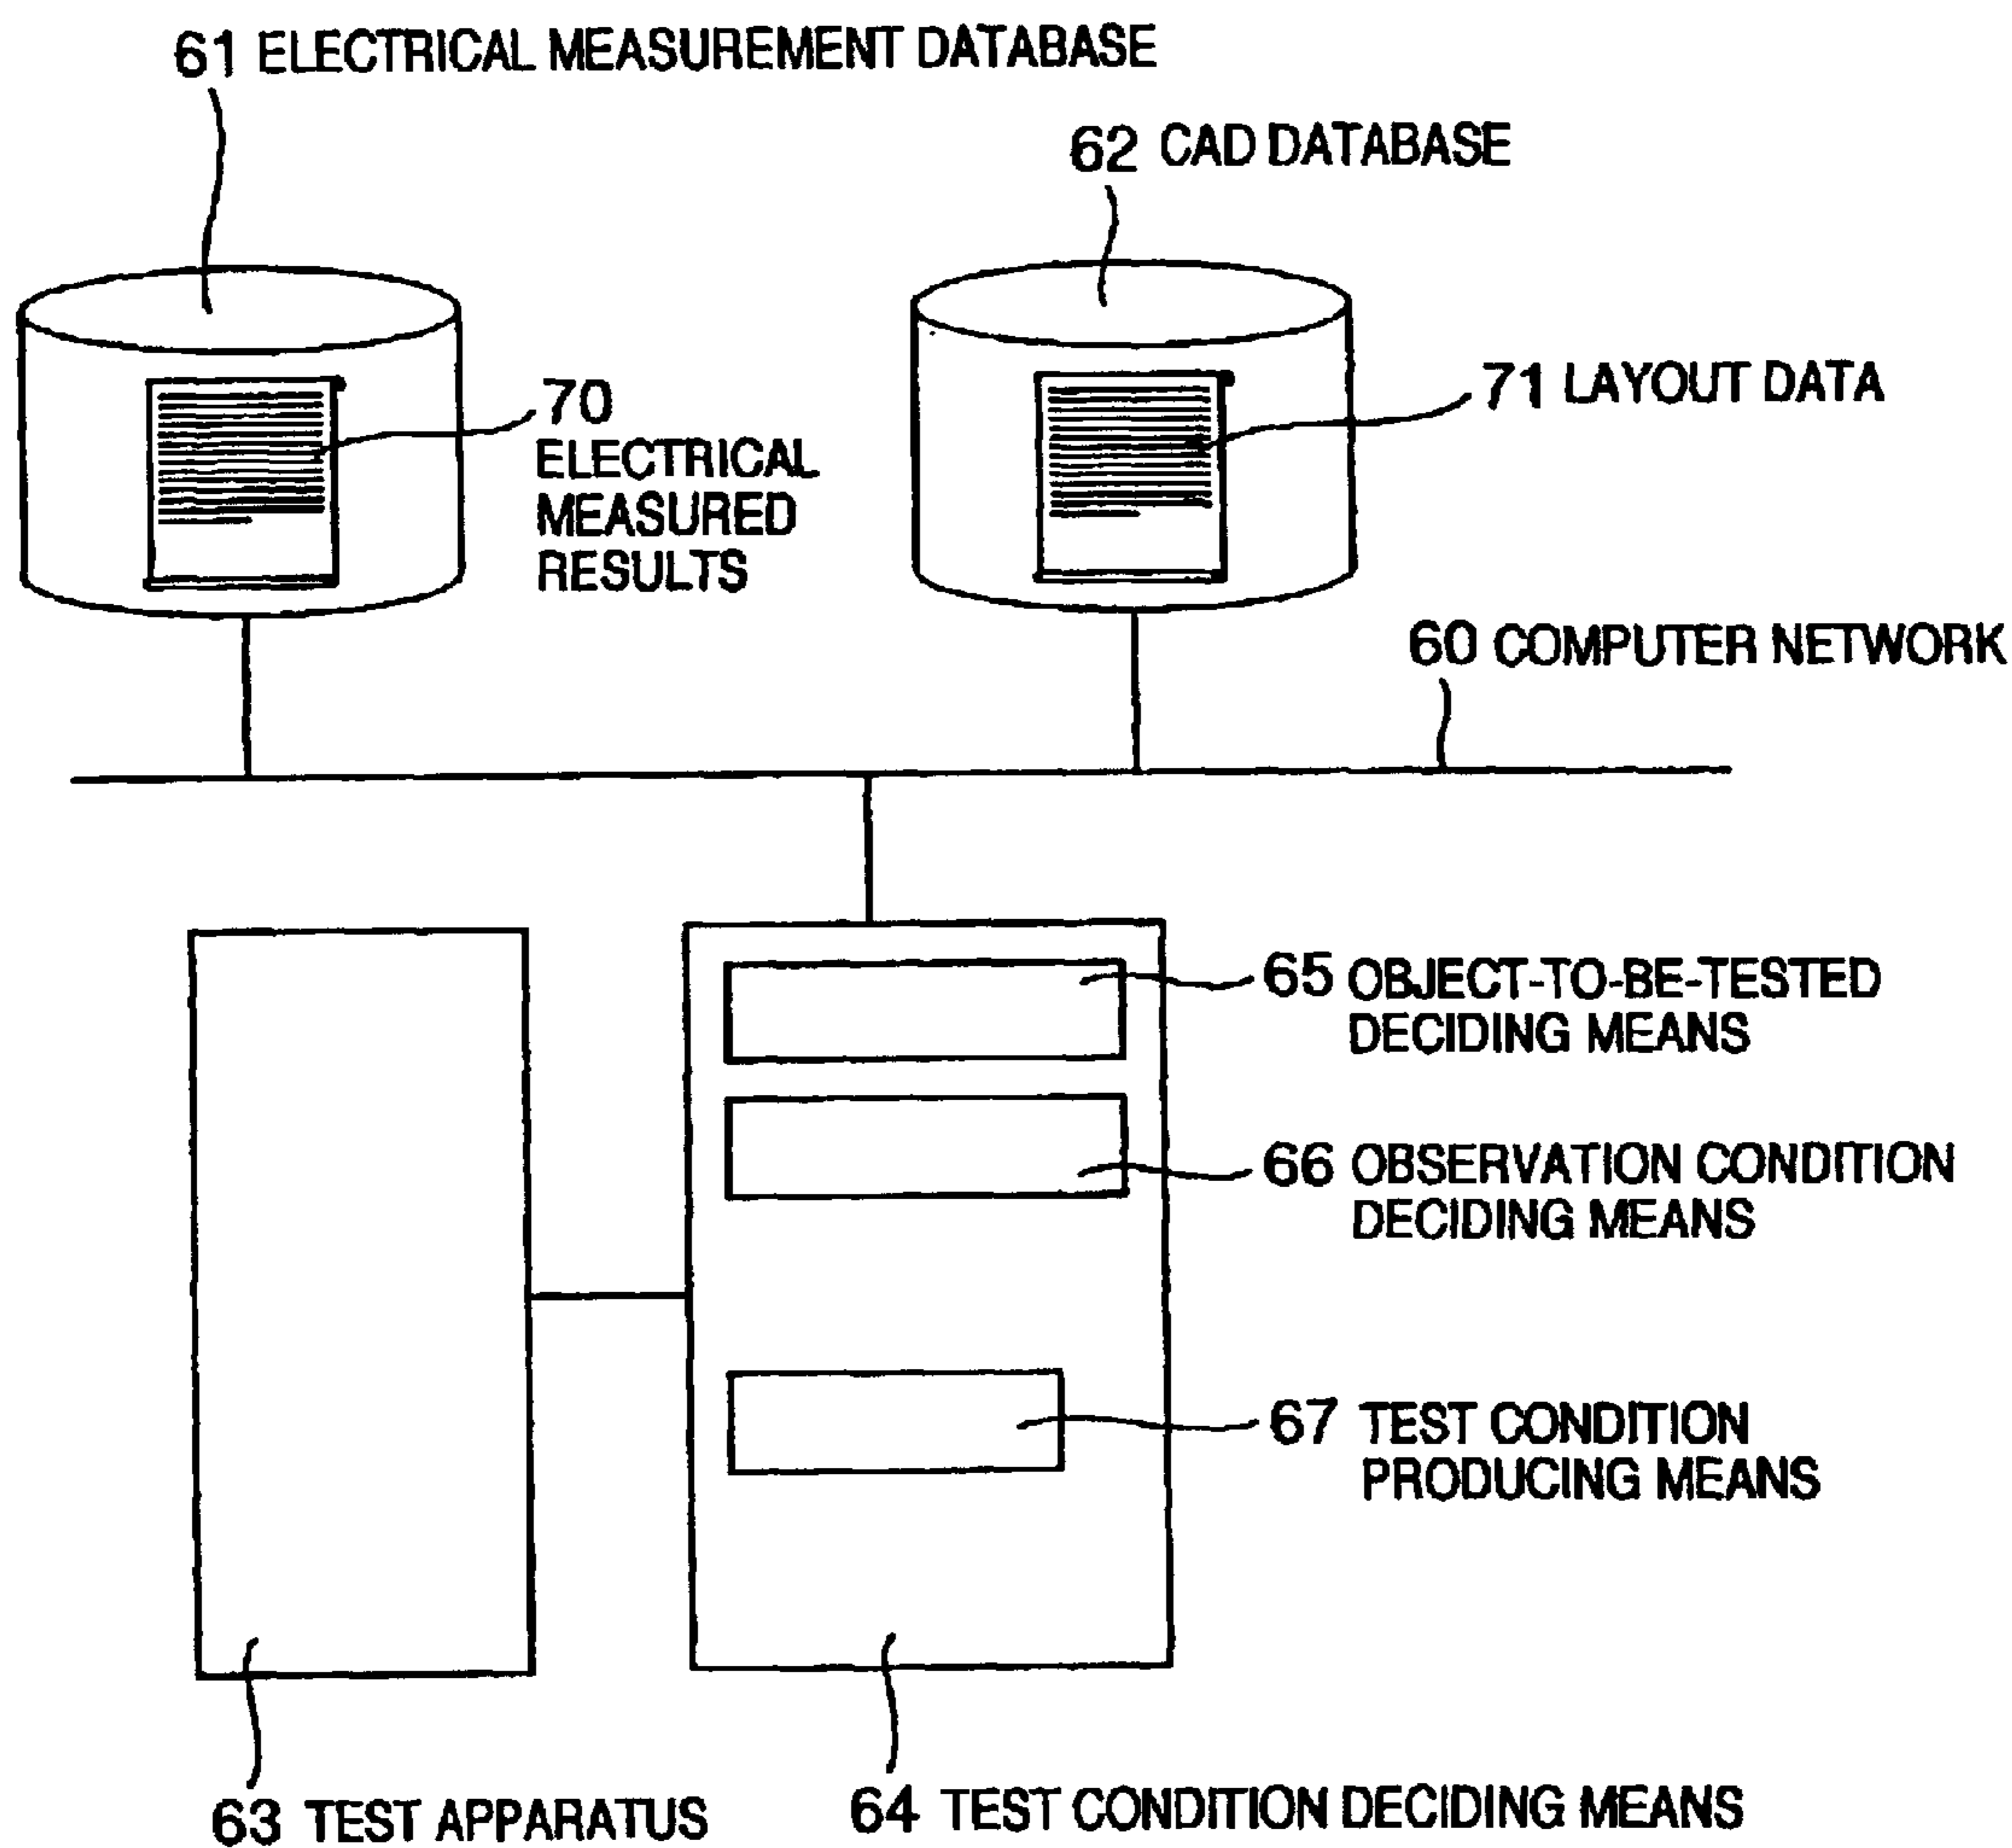 61 ELECTRICAL MEASUREMENT DATABASE
62 CAD DATABASE
70
ELECTRICAL
MEASURED
RESULTS
71 LAYOUT DATA
60 COMPUTER NETWORK
65 OBJECT-TO-BE-TESTED
DECIDING MEANS
66 OBSERVATION CONDITION
DECIDING MEANS
67 TEST CONDITION
PRODUCING MEANS
63 TEST APPARATUS
64 TEST CONDITION DECIDING MEANS